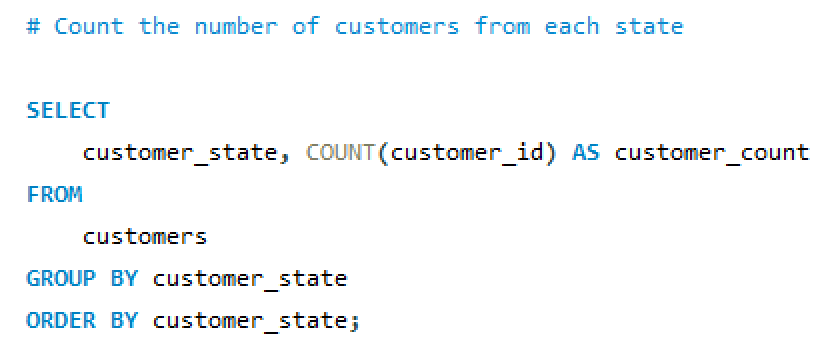 # Count the number of customers from each state
SELECT
customer_state, COUNT(customer_id) AS customer_count
FROM
customers
GROUP BY customer_state
ORDER BY customer_state;